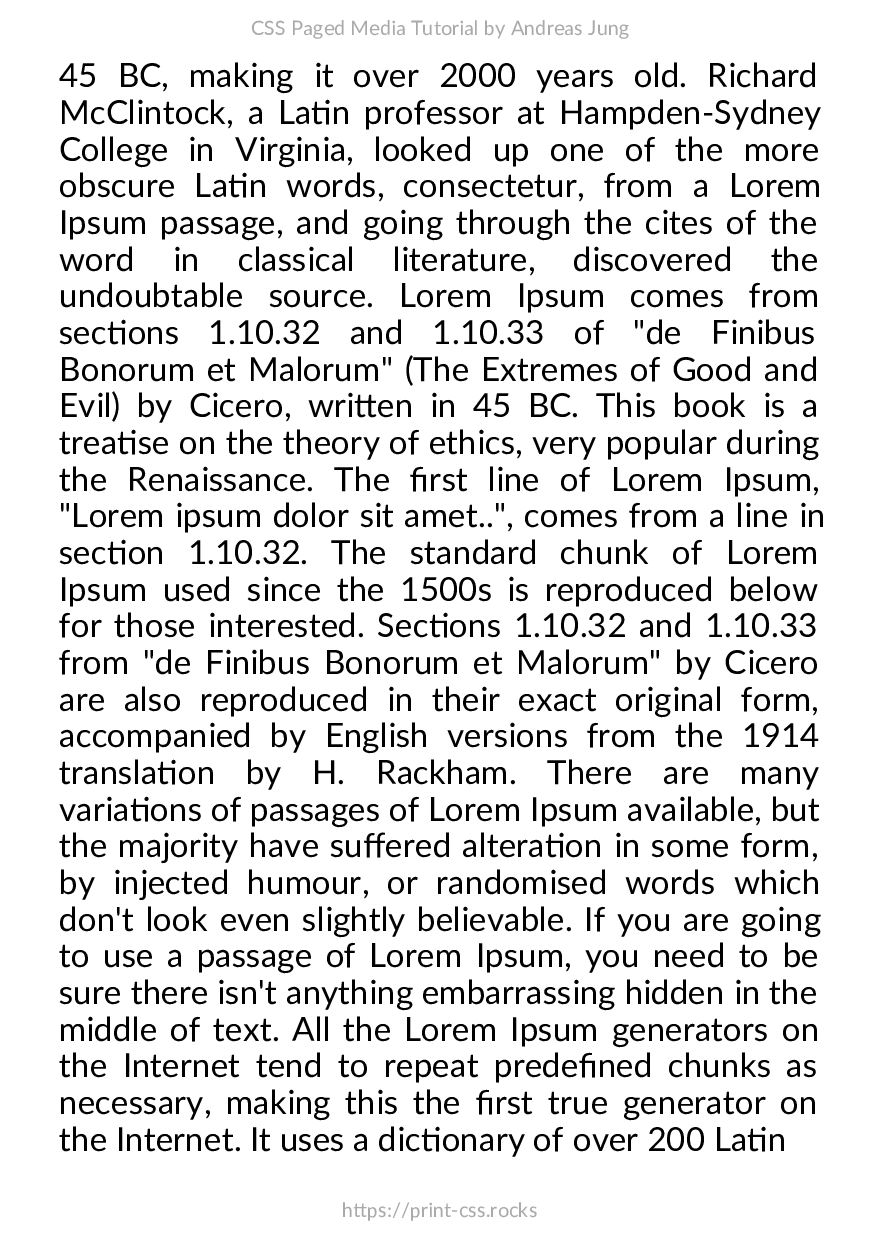 CSS Paged Media Tutorial by Andreas Jung
45 BC, making it over 2000 years old. Richard
McClintock, a Latin professor at Hampden-Sydney
College in Virginia, looked up one of the more
obscure Latin words, consectetur, from a Lorem
Ipsum passage, and going through the cites of the
word in classical literature, discovered the
undoubtable source. Lorem Ipsum comes from
sections 1.10.32 and 1.10.33 of "de Finibus
Bonorum et Malorum" (The Extremes of Good and
Evil) by Cicero, written in 45 BC. This book is a
treatise on the theory of ethics, very popular during
the Renaissance. The first line of Lorem Ipsum,
"Lorem ipsum dolor sit amet..", comes from a line in
section 1.10.32. The standard chunk of Lorem
Ipsum used since the 1500s is reproduced below
for those interested. Sections 1.10.32 and 1.10.33
from "de Finibus Bonorum et Malorum" by Cicero
are also reproduced in their exact original form,
accompanied by English versions from the 1914
translation by H. Rackham. There are many
variations of passages of Lorem Ipsum available, but
the majority have suffered alteration in some form,
by injected humour, or randomised words which
don't look even slightly believable. If you are going
to use a passage of Lorem Ipsum, you need to be
sure there isn't anything embarrassing hidden in the
middle of text. All the Lorem Ipsum generators on
the Internet tend to repeat predefined chunks as
necessary, making this the first true generator on
the Internet. It uses a dictionary of over 200 Latin
https://print-css.rocks